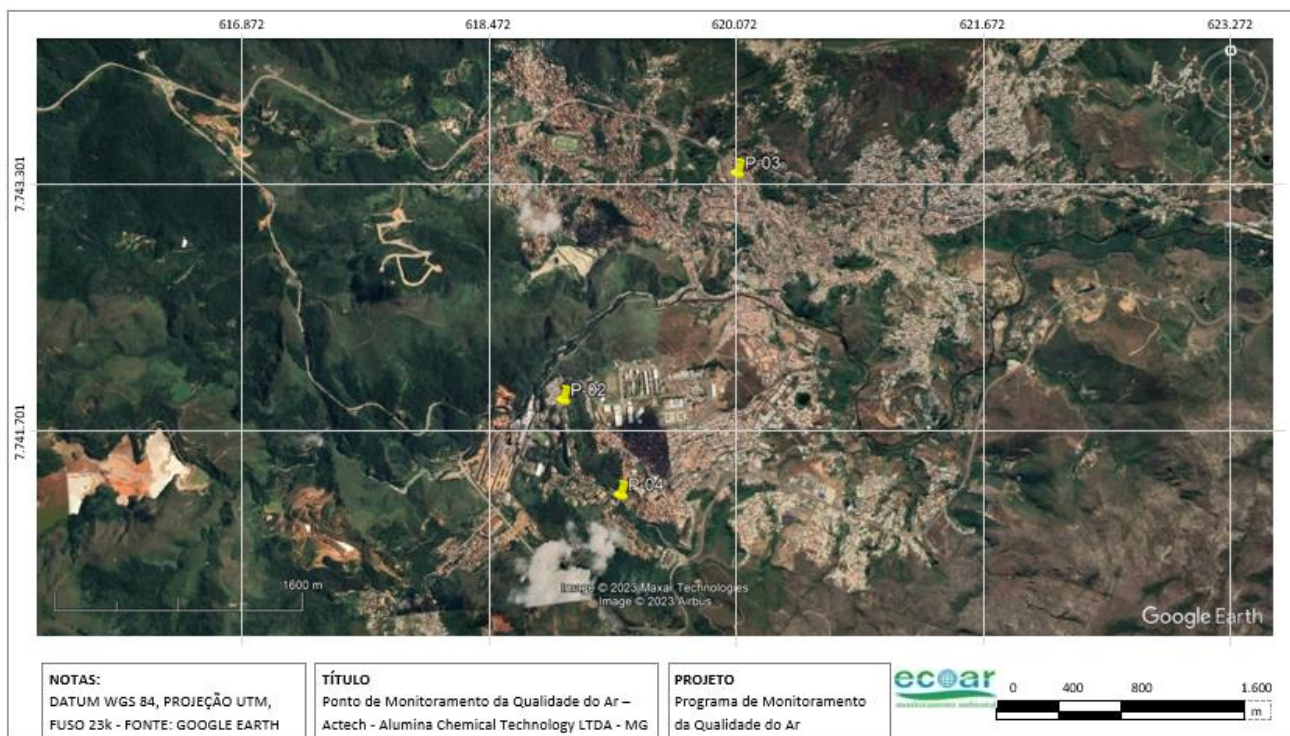 616.872 618.472 620.072 621.672 623.272
P-03
7.743.301
P-02
7.741.701
P-04
1600 m
Image © 2023 Maxar Technologies
Image © 2023 Airbus
Google Earth
NOTAS:
DATUM WGS 84, PROJEÇÃO UTM,
FUSO 23k - FONTE: GOOGLE EARTH
TÍTULO
Ponto de Monitoramento da Qualidade do Ar –
Actech - Alumina Chemical Technology LTDA - MG
PROJETO
Programa de Monitoramento
da Qualidade do Ar
ecoar
monitoramento ambiental
0 400 800 1.600
m